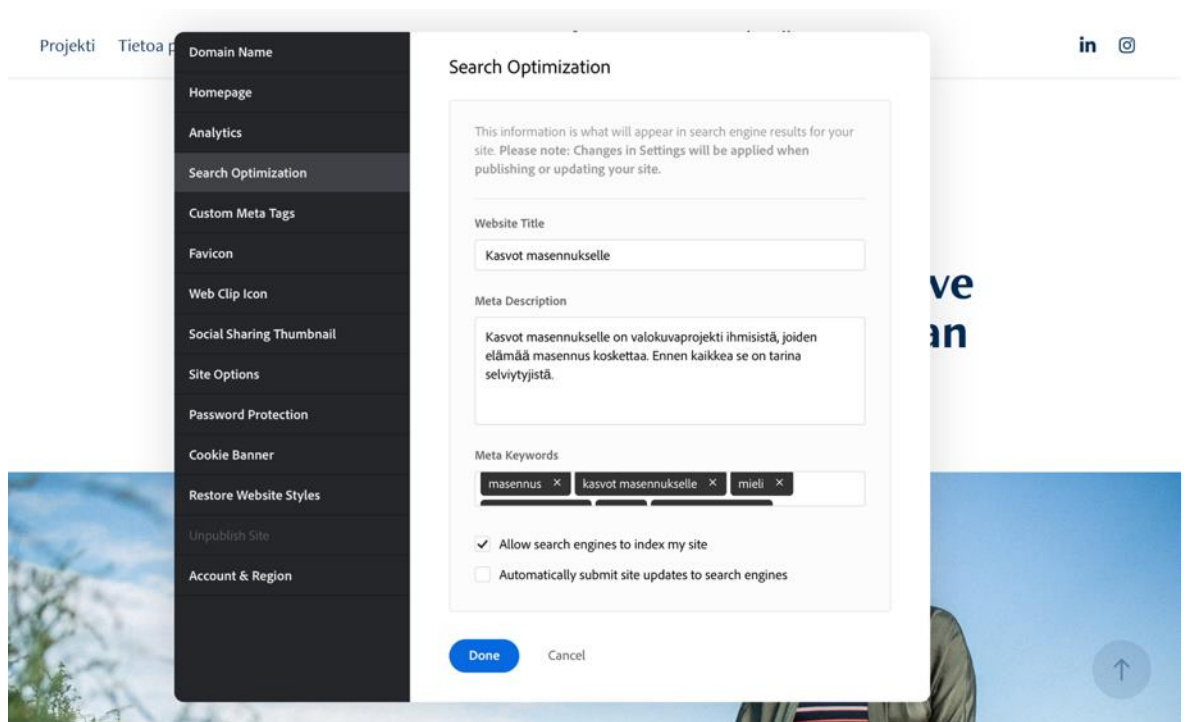 Projekti Tietoa
in
Domain Name
Homepage
Analytics
Search Optimization
Custom Meta Tags
Favicon
Web Clip Icon
Social Sharing Thumbnail
Site Options
Password Protection
Cookie Banner
Restore Website Styles
Unpublish Site
Account & Region
Search Optimization
This information is what will appear in search engine results for your
site. Please note: Changes in Settings will be applied when
publishing or updating your site.
Website Title
Kasvot masennukselle
Meta Description
Kasvot masennukselle on valokuvaprojekti ihmisistä, joiden
elämää masennus koskettaa. Ennen kaikkea se on tarina
selviytyjistä.
Meta Keywords
masennus × kasvot masennukselle × mieli ×
Allow search engines to index my site
Automatically submit site updates to search engines
Done Cancel